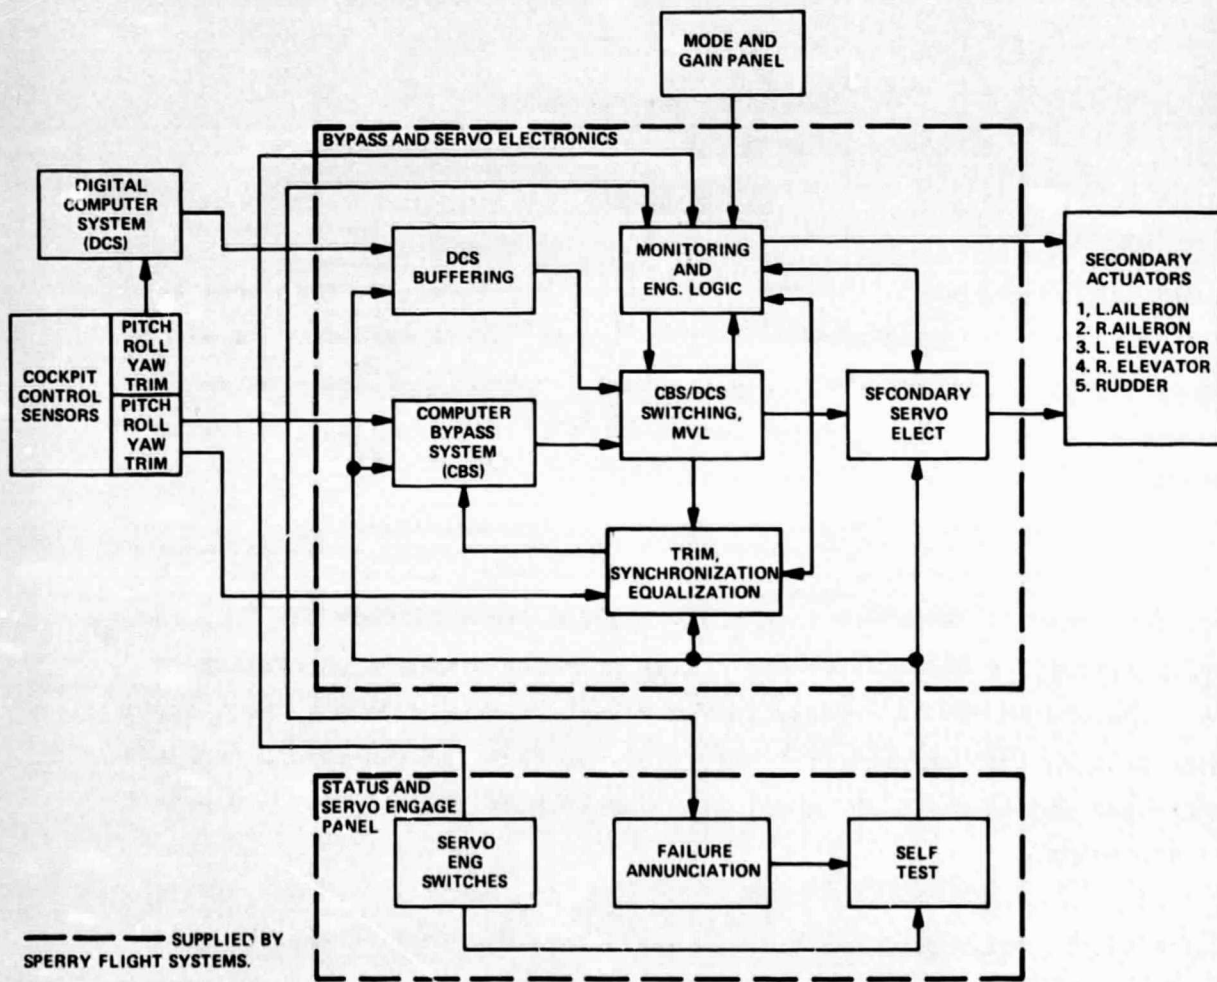 MODE AND
GAIN PANEL
BYPASS AND SERVO ELECTRONICS
DIGITAL
COMPUTER
SYSTEM
(DCS)
DCS
BUFFERING
MONITORING
AND
ENG. LOGIC
SECONDARY
ACTUATORS
1, L.AILERON
2. R.AILERON
3. L. ELEVATOR
4. R. ELEVATOR
5. RUDDER
COCKPIT
CONTROL
SENSORS
PITCH
ROLL
YAW
TRIM
PITCH
ROLL
YAW
TRIM
COMPUTER
BYPASS
SYSTEM
(CBS)
CBS/DCS
SWITCHING,
MVL
SECONDARY
SERVO
ELECT
TRIM,
SYNCHRONIZATION
EQUALIZATION
STATUS AND
SERVO ENGAGE
PANEL
SERVO
ENG
SWITCHES
FAILURE
ANNUNCIATION
SELF
TEST
SUPPLIED BY
SPERRY FLIGHT SYSTEMS.